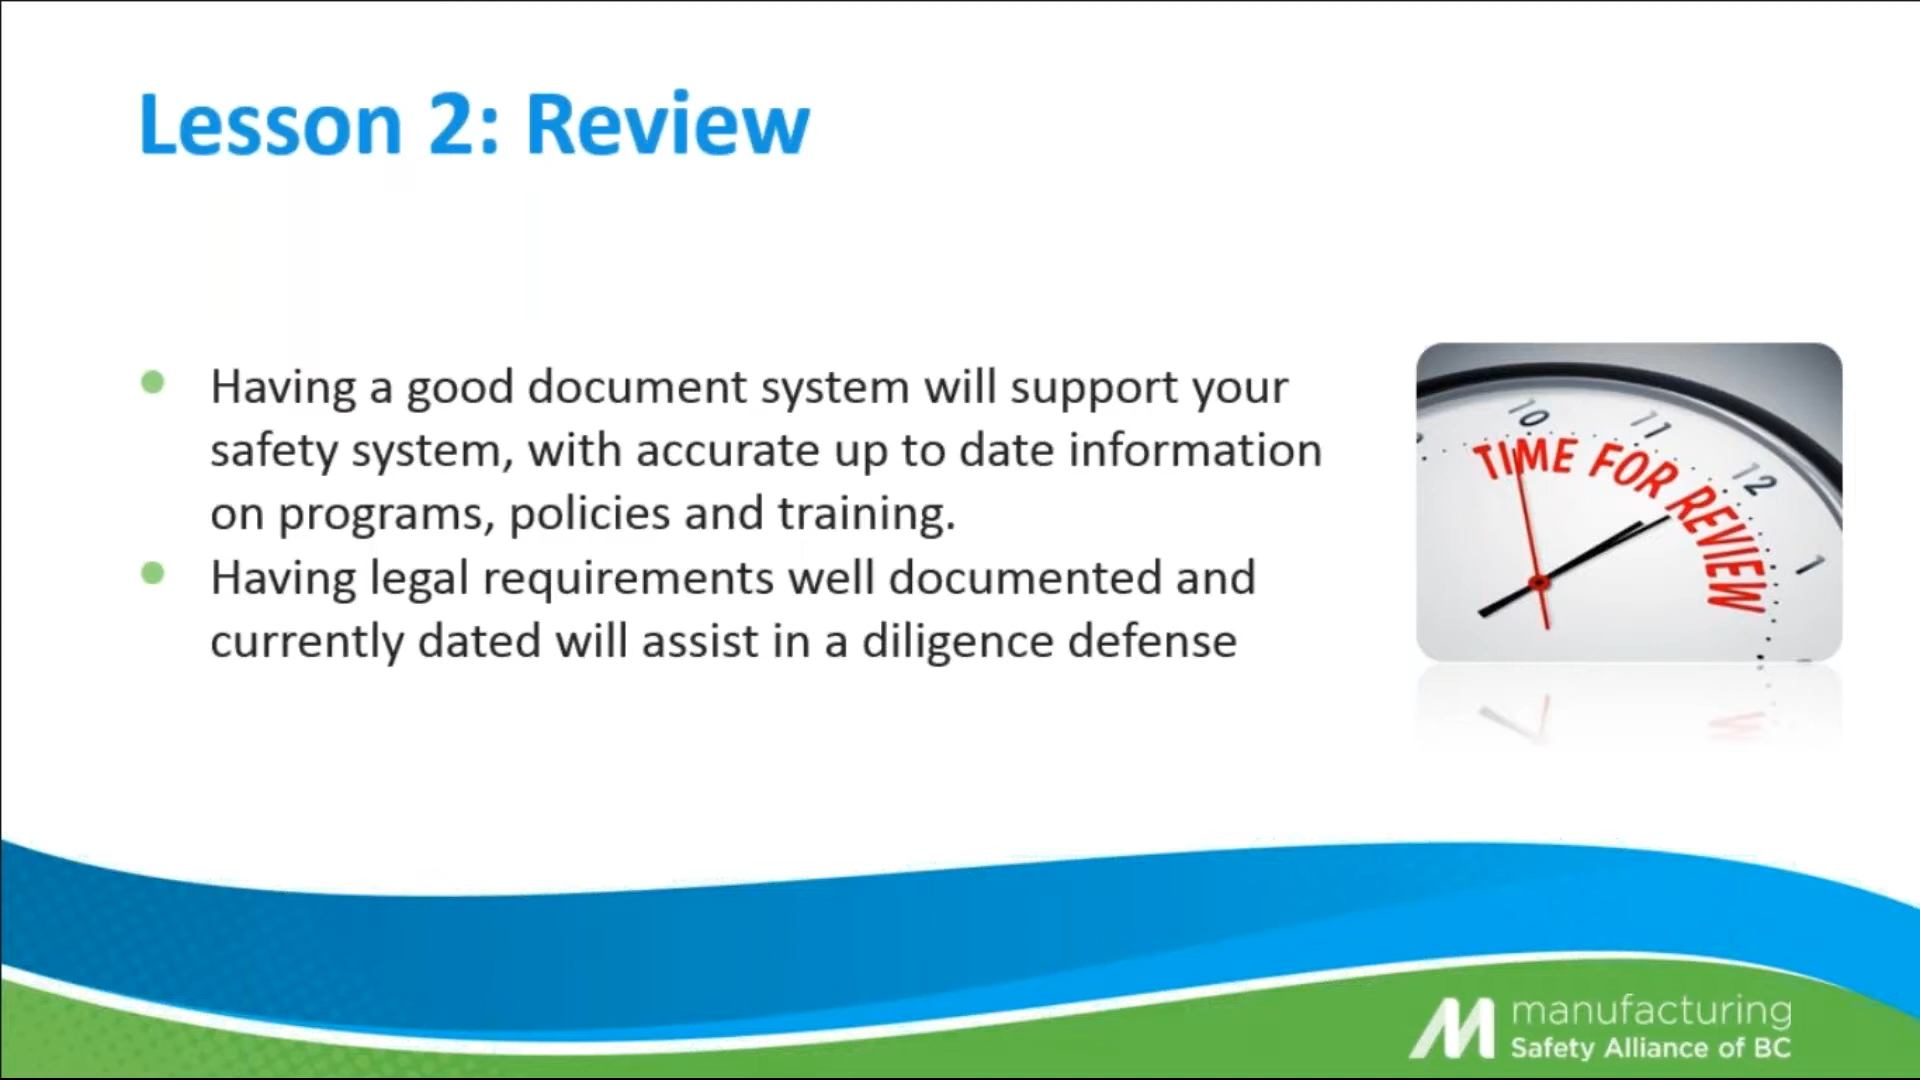 Lesson 2: Review
Having a good document system will support your
safety system, with accurate up to date information
on programs, policies and training.
Having legal requirements well documented and
currently dated will assist in a diligence defense
10
11
12
1
TIME FOR REVIEW
manufacturing
Safety Alliance of BC